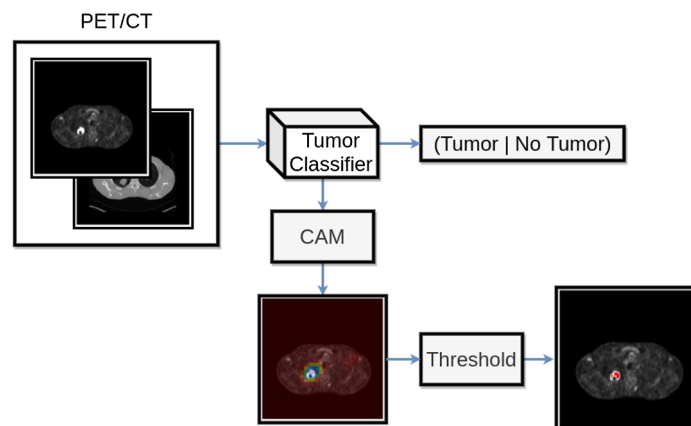 PET/CT
Tumor
Classifier
(Tumor | No Tumor)
CAM
Threshold